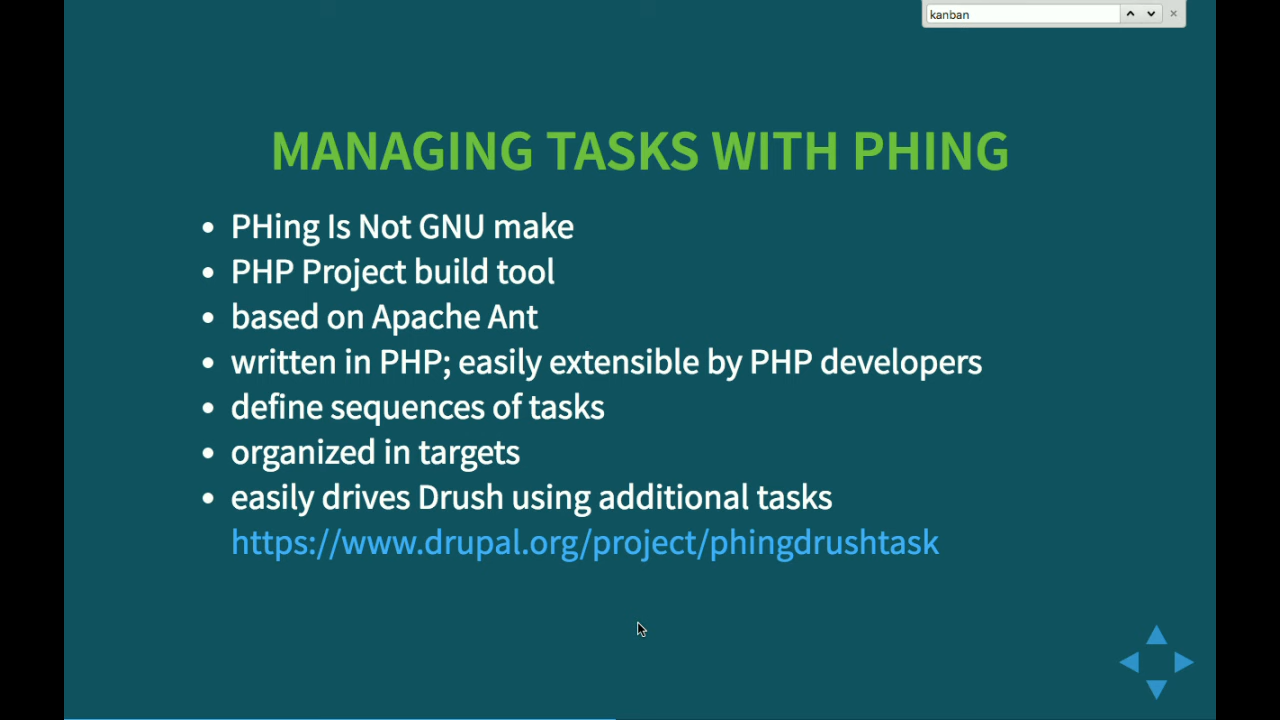 kanban
MANAGING TASKS WITH PHING
• PHing Is Not GNU make
• PHP Project build tool
• based on Apache Ant
• written in PHP; easily extensible by PHP developers
• define sequences of tasks
• organized in targets
• easily drives Drush using additional tasks
https://www.drupal.org/project/phingdrushtask